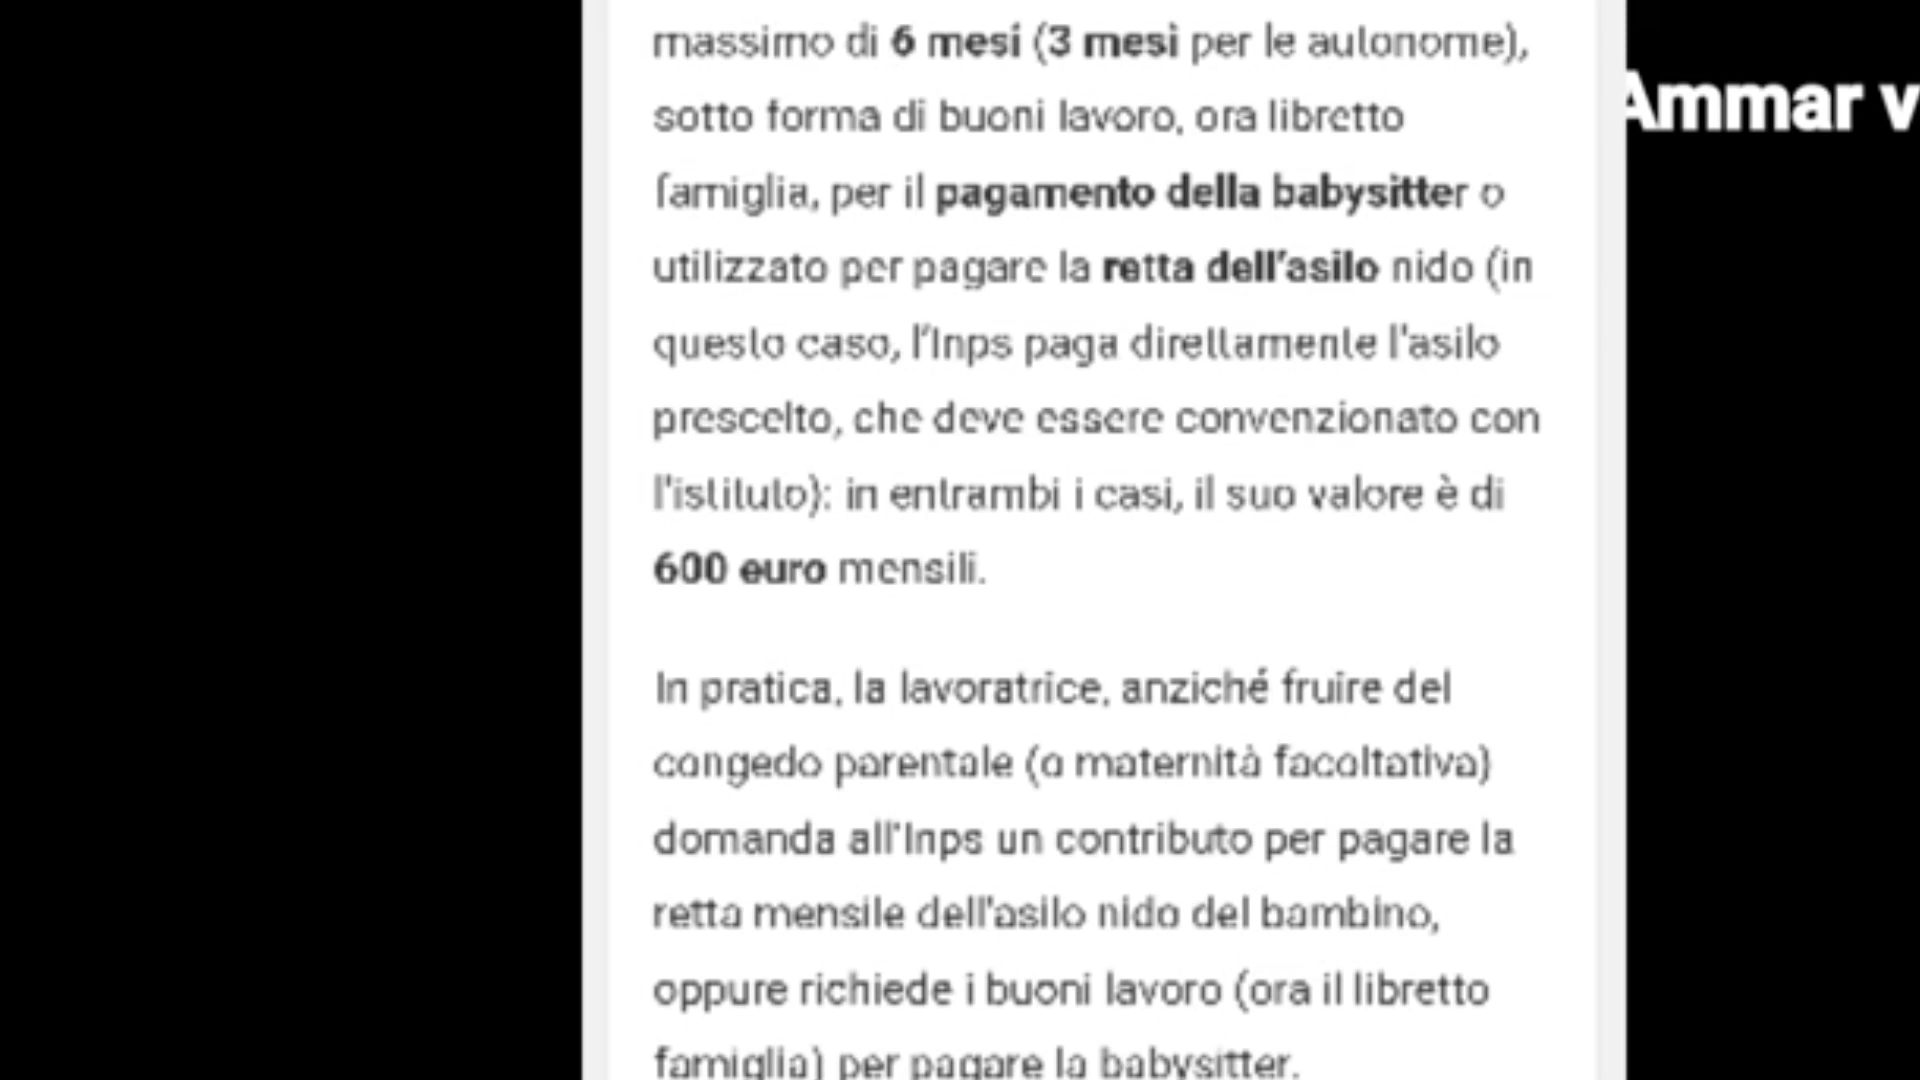 massimo di 6 mesi (3 mesi per le autonome),
sotto forma di buoni lavoro, ora libretto
famiglia, per il pagamento della babysitter o
utilizzato per pagare la retta dell'asilo nido (in
questo caso, l'Inps paga direttamente l'asilo
prescelto, che deve essere convenzionato con
l'istituto): in entrambi i casi, il suo valore è di
600 euro mensili.
In pratica, la lavoratrice, anziché fruire del
congedo parentale (o maternità facoltativa)
domanda all'Inps un contributo per pagare la
retta mensile dell'asilo nido del bambino,
oppure richiede i buoni lavoro (ora il libretto
famiglia) per pagare la babysitter.
Ammar v